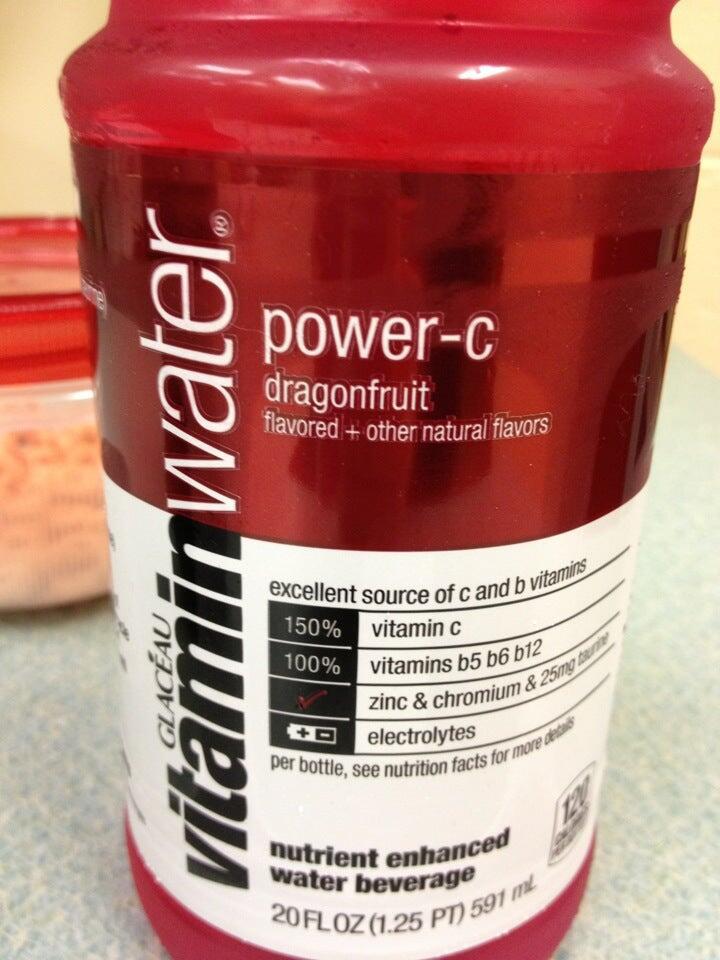 GLACÉAU
vitaminwater®
power-c
dragonfruit
flavored + other natural flavors
excellent source of c and b vitamins
150% vitamin c
100% vitamins b5 b6 b12
zinc & chromium & 25mg taurine
electrolytes
per bottle, see nutrition facts for more details
120
nutrient enhanced
water beverage
20 FL OZ (1.25 PT) 591 mL